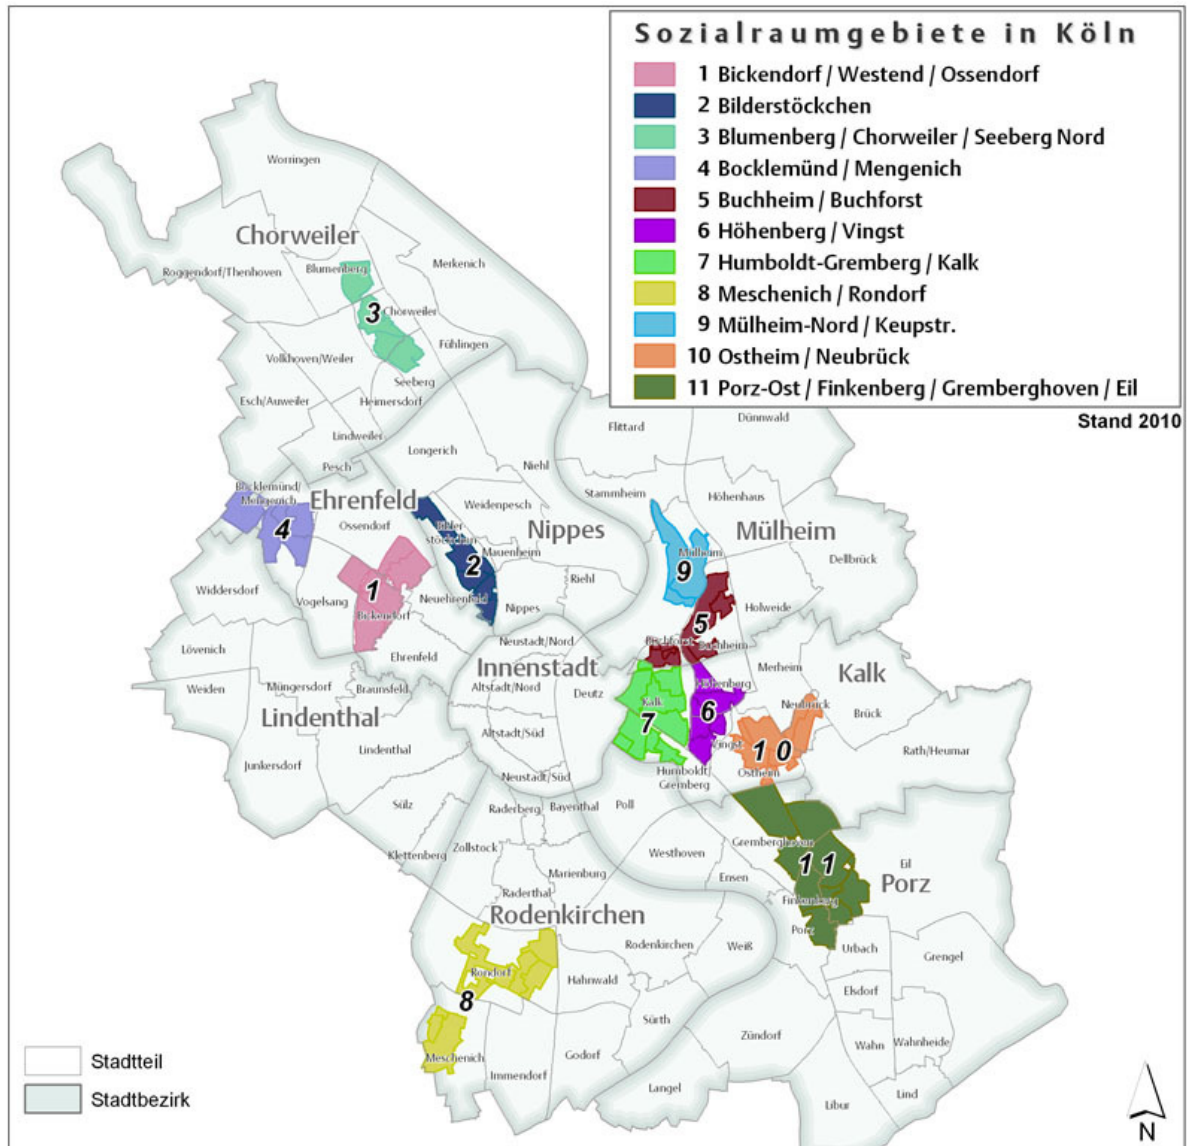 Sozialraumgebiete in Köln
1 Bickendorf / Westend / Ossendorf
2 Bilderstöckchen
3 Blumenberg / Chorweiler / Seeberg Nord
4 Bocklemünd / Mengenich
5 Buchheim / Buchforst
6 Höhenberg / Vingst
7 Humboldt-Gremberg / Kalk
8 Meschenich / Rondorf
9 Mülheim-Nord / Keupstr.
10 Ostheim / Neubrück
11 Porz-Ost / Finkenberg / Gremberghoven / Eil
Stand 2010
Worringen
Chorweiler
Roggendorf/Thenhoven
Blumenberg
Merkenich
3
Chorweiler
Fühlingen
Volkhoven/Weiler
Seeberg
Esch/Auweiler
Heimersdorf
Lindweiler
Pesch
Longerich
Niehl
Flittard
Dünnwald
Stammheim
Höhenhaus
Bocklemünd/
Mengenich
Ehrenfeld
Ossendorf
Weidenpesch
Nippes
Mülheim
4
Bilder-
stöckchen
Mauenheim
2
Mülheim
9
Dellbrück
Widdersdorf
Vogelsang
1
Bickendorf
Neuehrenfeld
Riehl
Nippes
Holweide
5
Buchforst
Buchheim
Lövenich
Ehrenfeld
Neustadt/Nord
Innenstadt
Merheim
Kalk
Weiden
Müngersdorf
Braunsfeld
Altstadt/Nord
Deutz
Höhenberg
Kalk
7
6
Neubrück
Brück
Lindenthal
Lindenthal
Altstadt/Süd
Vingst
10
Rath/Heumar
Junkersdorf
Neustadt/Süd
Humboldt/
Gremberg
Ostheim
Sülz
Raderberg
Bayenthal
Poll
Klettenberg
Zollstock
Westhoven
Gremberghoven
11
Eil
Porz
Marienburg
Ensen
Raderthal
Finkenberg
Rodenkirchen
Porz
Rodenkirchen
Weiß
Urbach
Grengel
Rondorf
Hahnwald
8
Elsdorf
Sürth
Zündorf
Wahn
Wahnheide
Meschenich
Godorf
Immendorf
Langel
Lind
Libur
Stadtteil
Stadtbezirk
N